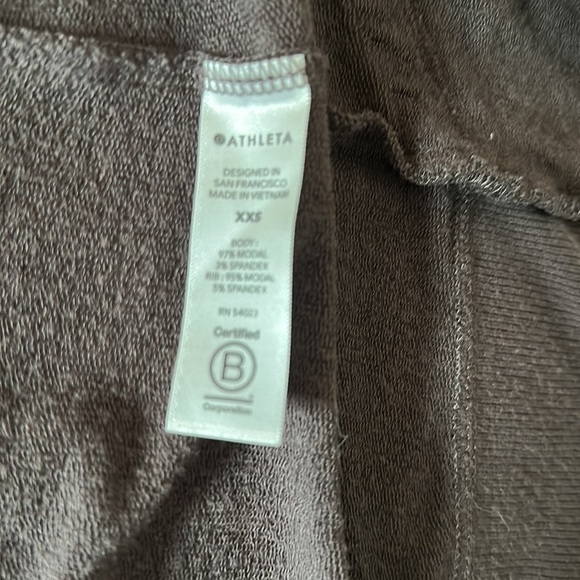 ATHLETA
DESIGNED IN
SAN FRANCISCO
MADE IN VIETNAM
XXS
BODY:
97% MODAL
3% SPANDEX
RIB: 95% MODAL
5% SPANDEX
RN 54023
Certified
B
Corporation